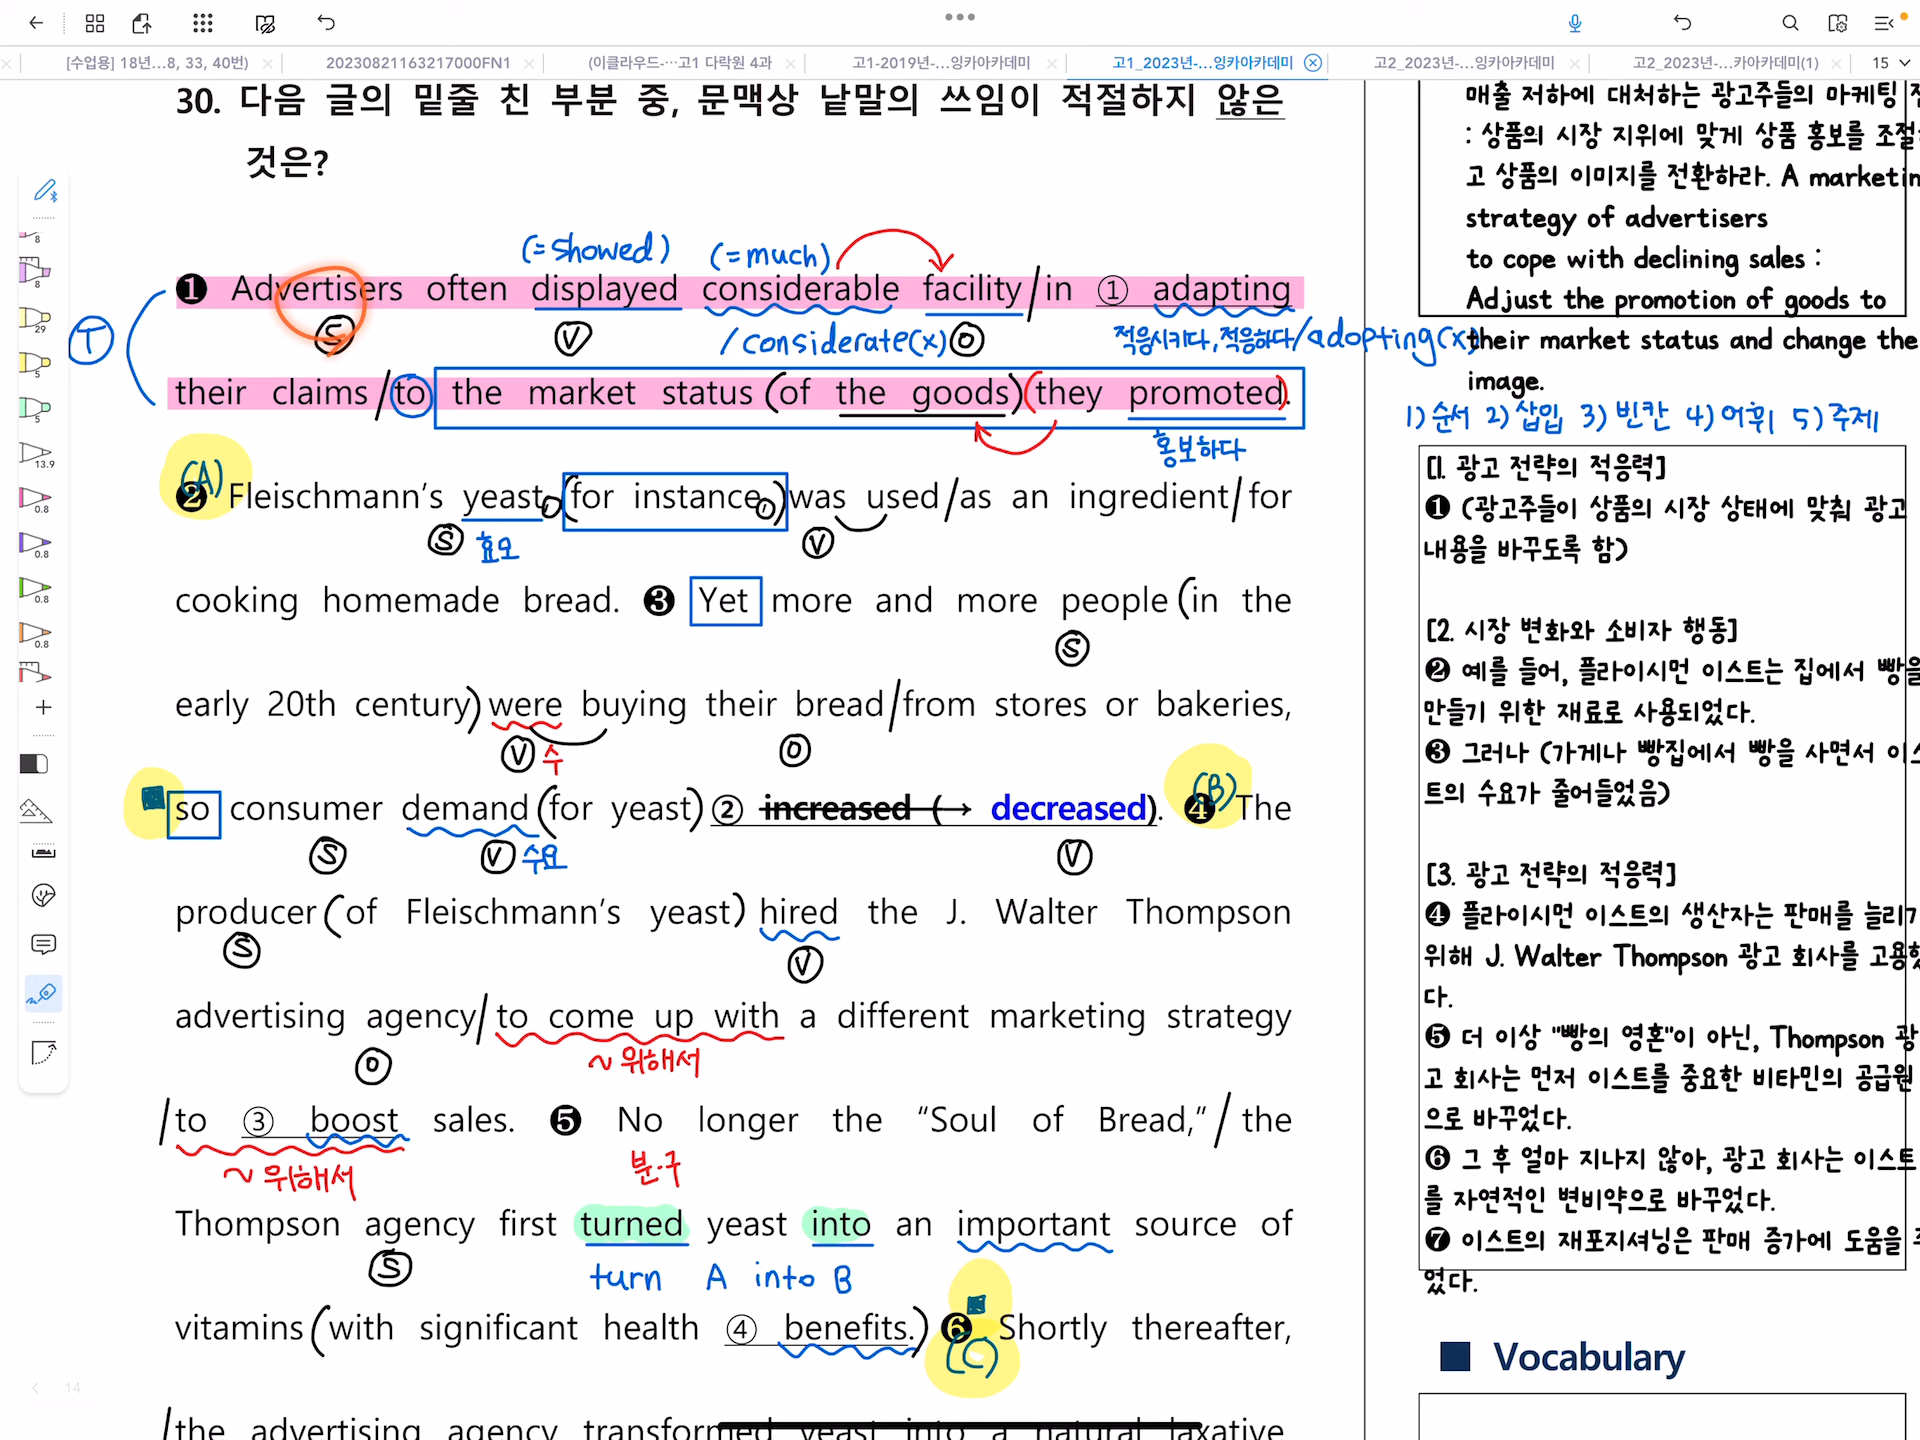 [수업용] 18년...8, 33, 40번)
20230821163217000FN1
(이클라우드-…고1 다락원 4과
고1-2019년-...잉카아카데미
고1_2023년-...잉카아카데미
고2_2023년-...잉카아카데미
고2_2023년-...카아카데미(1)
15
30. 다음 글의 밑줄 친 부분 중, 문맥상 낱말의 쓰임이 적절하지 않은
것은?
(=showed) (=much)
❶ Advertisers often displayed considerable facility/in ① adapting
S V /considerate(x) O 적응시키다, 적응하다/adopting(x)
T
their claims/to the market status (of the goods)(they promoted).
홍보하다
(A)
❷ Fleischmann's yeast, (for instance,) was used/as an ingredient/for
S 효모 V
cooking homemade bread. ❸ Yet more and more people (in the
S
early 20th century) were buying their bread/from stores or bakeries,
V 수 O
(B)
so consumer demand (for yeast) ② increased (→ decreased). ❹ The
S V 수요 V
producer (of Fleischmann's yeast) hired the J. Walter Thompson
S V
advertising agency/to come up with a different marketing strategy
O ~위해서
/to ③ boost sales. ❺ No longer the "Soul of Bread,"/the
~위해서 분·구
Thompson agency first turned yeast into an important source of
S turn A into B
vitamins (with significant health ④ benefits.) ❻ Shortly thereafter,
(C)
/the advertising agency transformed yeast into a natural laxative.
14
매출 저하에 대처하는 광고주들의 마케팅
: 상품의 시장 지위에 맞게 상품 홍보를
고 상품의 이미지를 전환하라. A
strategy of advertisers
to cope with declining sales :
Adjust the promotion of goods to
their market status and change the
image.
1) 순서 2) 삽입 3) 빈칸 4) 어휘 5) 주제
[1. 광고 전략의 적응력]
❶ (광고주들이 상품의 시장 상태에 맞춰 광고
내용을 바꾸도록 함)
[2. 시장 변화와 소비자 행동]
❷ 예를 들어, 플라이시먼 이스트는 집에서 빵을
만들기 위한 재료로 사용되었다.
❸ 그러나 (가게나 빵집에서 빵을 사면서 이스
트의 수요가 줄어들었음)
[3. 광고 전략의 적응력]
❹ 플라이시먼 이스트의 생산자는 판매를 늘리기
위해 J. Walter Thompson 광고 회사를 고용했
다.
❺ 더 이상 "빵의 영혼"이 아닌, Thompson 광
고 회사는 먼저 이스트를 중요한 비타민의 공급원
으로 바꾸었다.
❻ 그 후 얼마 지나지 않아, 광고 회사는 이스트
를 자연적인 변비약으로 바꾸었다.
❼ 이스트의 재포지셔닝은 판매 증가에 도움을
었다.
■ Vocabulary
8
8
29
5
5
13.9
0.8
0.8
0.8
0.8